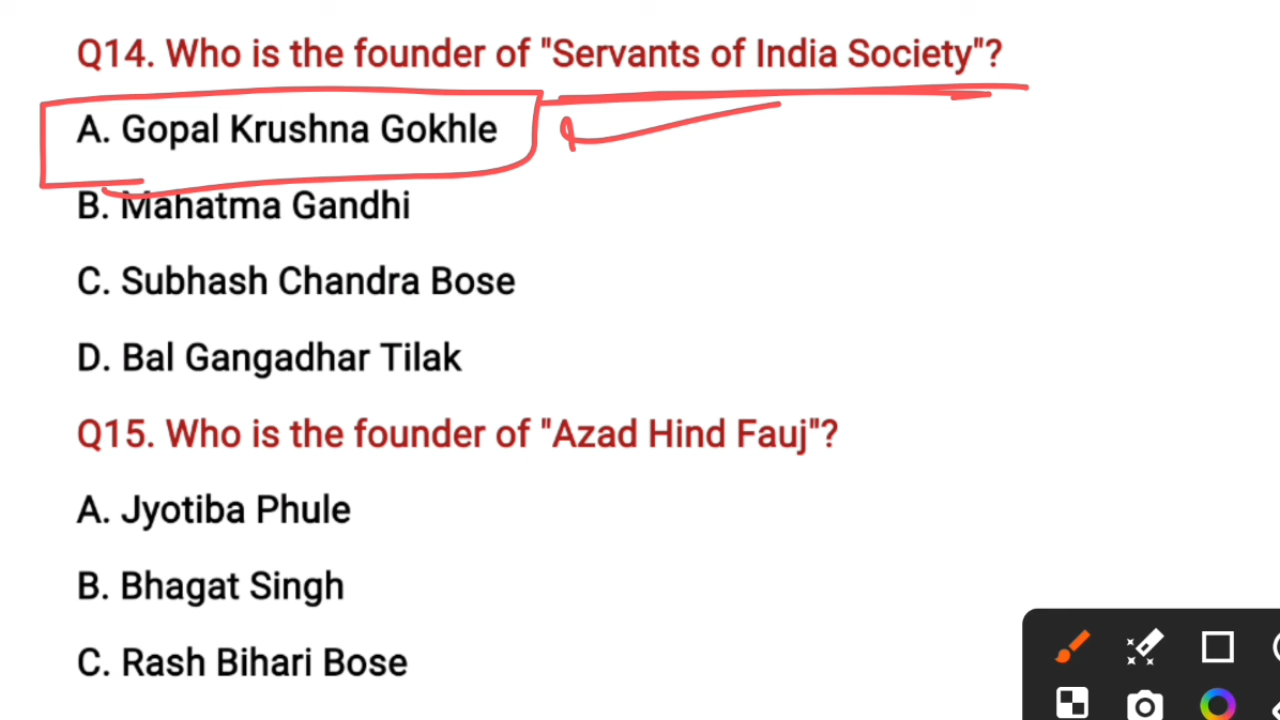 Q14. Who is the founder of "Servants of India Society"?
A. Gopal Krushna Gokhle
B. Mahatma Gandhi
C. Subhash Chandra Bose
D. Bal Gangadhar Tilak
Q15. Who is the founder of "Azad Hind Fauj"?
A. Jyotiba Phule
B. Bhagat Singh
C. Rash Bihari Bose